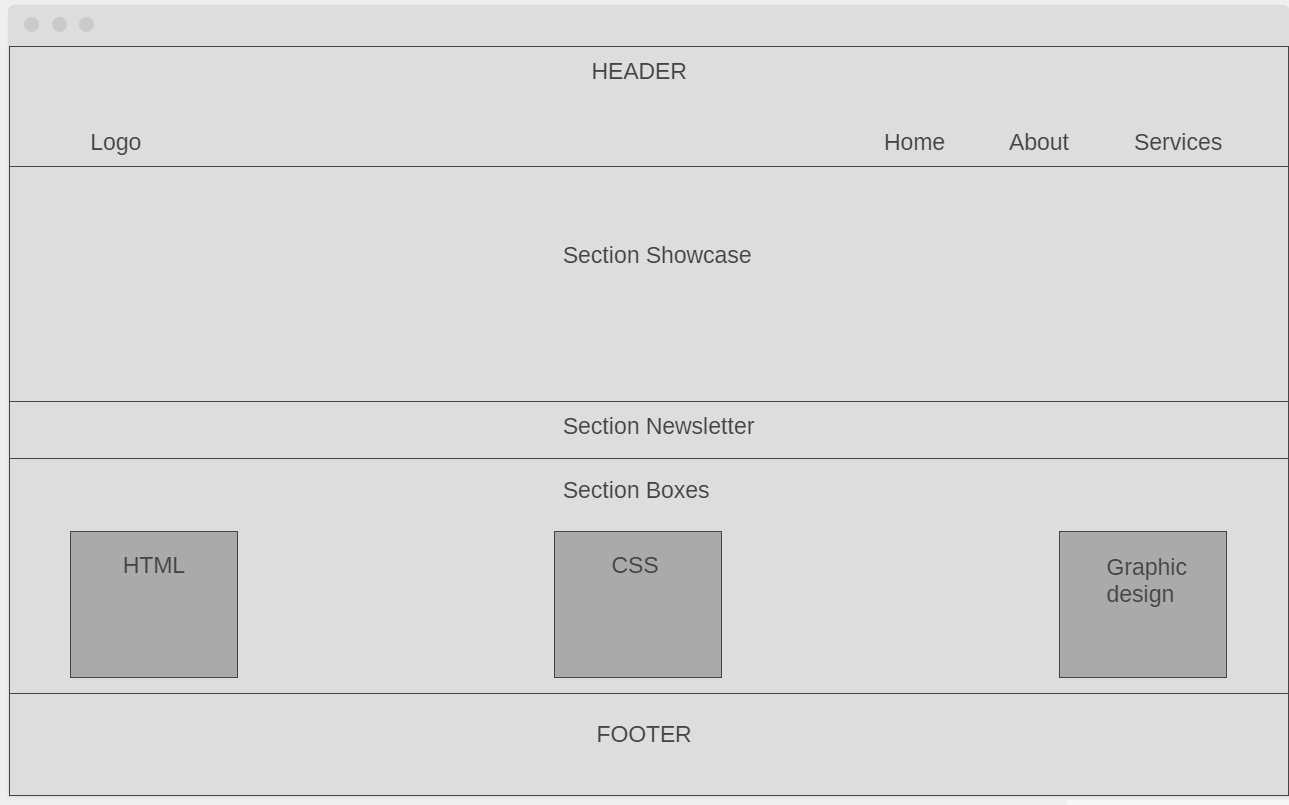 HEADER
Logo Home About Services
Section Showcase
Section Newsletter
Section Boxes
HTML CSS Graphic
design
FOOTER